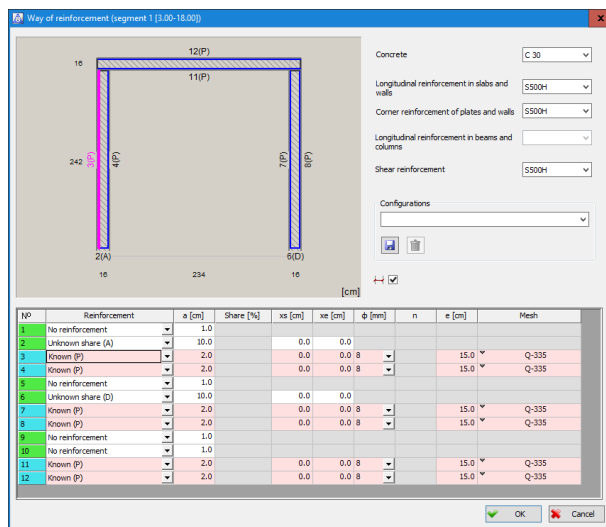 Way of reinforcement (segment 1 [3.00-18.00])
12(P)
16
11(P)
242
3(P)
4(P)
7(P)
8(P)
2(A)
6(D)
16
234
16
[cm]
Concrete
C 30
Longitudinal reinforcement in slabs and
walls
S500H
Corner reinforcement of plates and walls
S500H
Longitudinal reinforcement in beams and
columns
Shear reinforcement
S500H
Configurations
Nº Reinforcement a [cm] Share [%] xs [cm] xe [cm] ф [mm] n e [cm] Mesh
1 No reinforcement 1.0
2 Unknown share (A) 10.0 0.0 0.0
3 Known (P) 2.0 0.0 0.0 8 15.0 Q-335
4 Known (P) 2.0 0.0 0.0 8 15.0 Q-335
5 No reinforcement 1.0
6 Unknown share (D) 10.0 0.0 0.0
7 Known (P) 2.0 0.0 0.0 8 15.0 Q-335
8 Known (P) 2.0 0.0 0.0 8 15.0 Q-335
9 No reinforcement 1.0
10 No reinforcement 1.0
11 Known (P) 2.0 0.0 0.0 8 15.0 Q-335
12 Known (P) 2.0 0.0 0.0 8 15.0 Q-335
OK Cancel